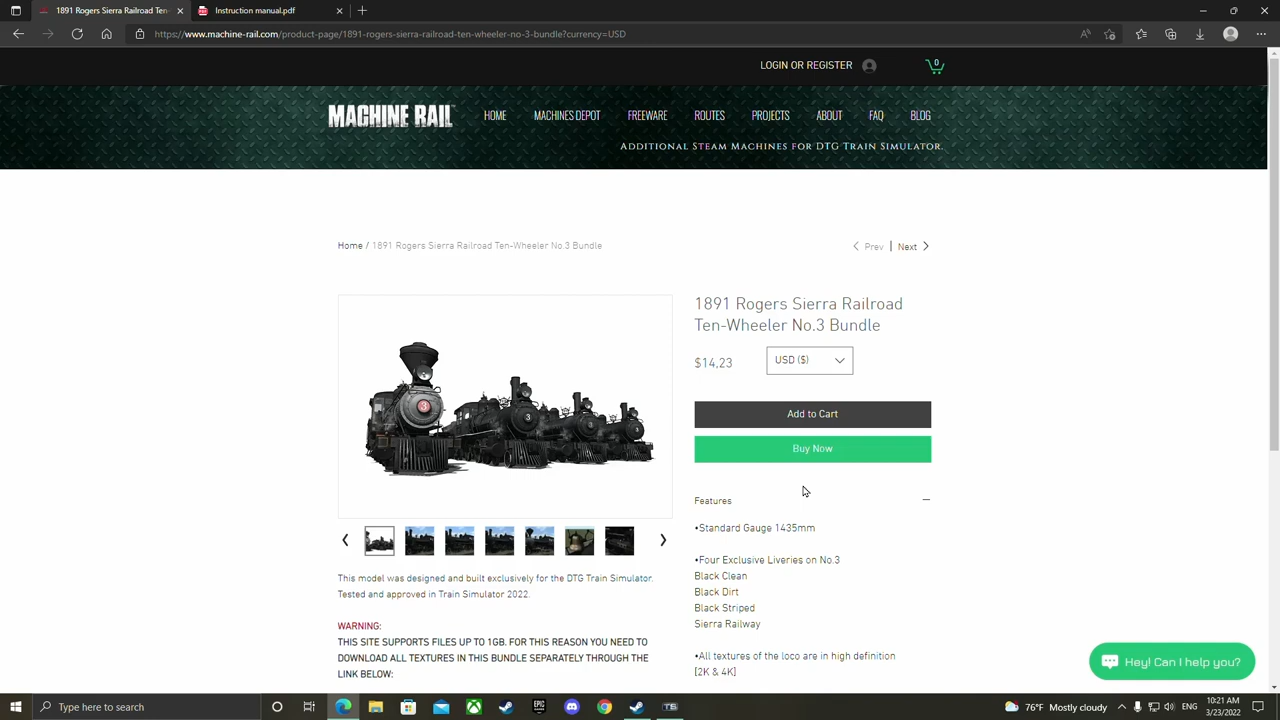 1891 Rogers Sierra Railroad Ten-
Instruction manual.pdf
https://www.machine-rail.com/product-page/1891-rogers-sierra-railroad-ten-wheeler-no-3-bundle?currency=USD
LOGIN OR REGISTER
0
MACHINE RAIL
HOME
MACHINES DEPOT
FREEWARE
ROUTES
PROJECTS
ABOUT
FAQ
BLOG
ADDITIONAL STEAM MACHINES FOR DTG TRAIN SIMULATOR.
Home / 1891 Rogers Sierra Railroad Ten-Wheeler No.3 Bundle
Prev | Next
1891 Rogers Sierra Railroad
Ten-Wheeler No.3 Bundle
$14,23
USD ($)
Add to Cart
Buy Now
3
3
3
3
Features
•Standard Gauge 1435mm
•Four Exclusive Liveries on No.3
Black Clean
Black Dirt
Black Striped
Sierra Railway
•All textures of the loco are in high definition
[2K & 4K]
This model was designed and built exclusively for the DTG Train Simulator.
Tested and approved in Train Simulator 2022.
WARNING:
THIS SITE SUPPORTS FILES UP TO 1GB. FOR THIS REASON YOU NEED TO
DOWNLOAD ALL TEXTURES IN THIS BUNDLE SEPARATELY THROUGH THE
LINK BELOW:
Hey! Can I help you?
Type here to search
EPIC
TS
76°F Mostly cloudy
ENG
10:21 AM
3/23/2022